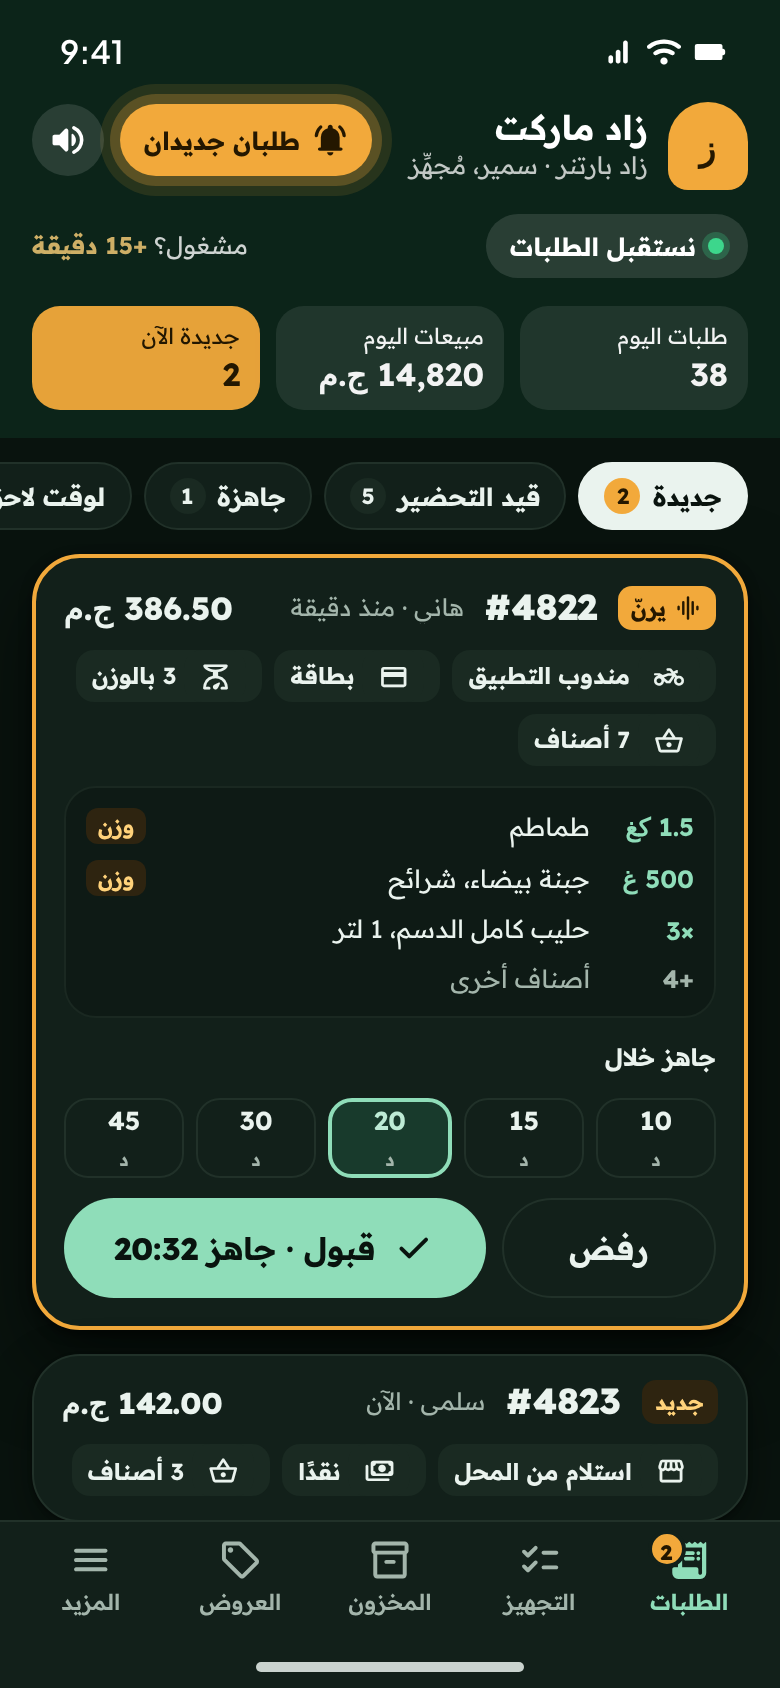 9:41
ز
زاد ماركت
زاد بارتنر · سمير، مُجهِّز
طلبان جديدان
نستقبل الطلبات
مشغول؟ +15 دقيقة
طلبات اليوم
38
مبيعات اليوم
14,820 ج.م
جديدة الآن
2
جديدة 2
قيد التحضير 5
جاهزة 1
يرنّ #4822 هاني · منذ دقيقة 386.50 ج.م
مندوب التطبيق بطاقة 3 بالوزن
7 أصناف
1.5 كغ طماطم وزن
500 غ جبنة بيضاء، شرائح وزن
3× حليب كامل الدسم، 1 لتر
+4 أصناف أخرى
جاهز خلال
10 د
15 د
20 د
30 د
45 د
رفض
قبول · جاهز 20:32
جديد #4823 سلمى · الآن 142.00 ج.م
استلام من المحل نقدًا 3 أصناف
2
الطلبات
التجهيز
المخزون
العروض
المزيد